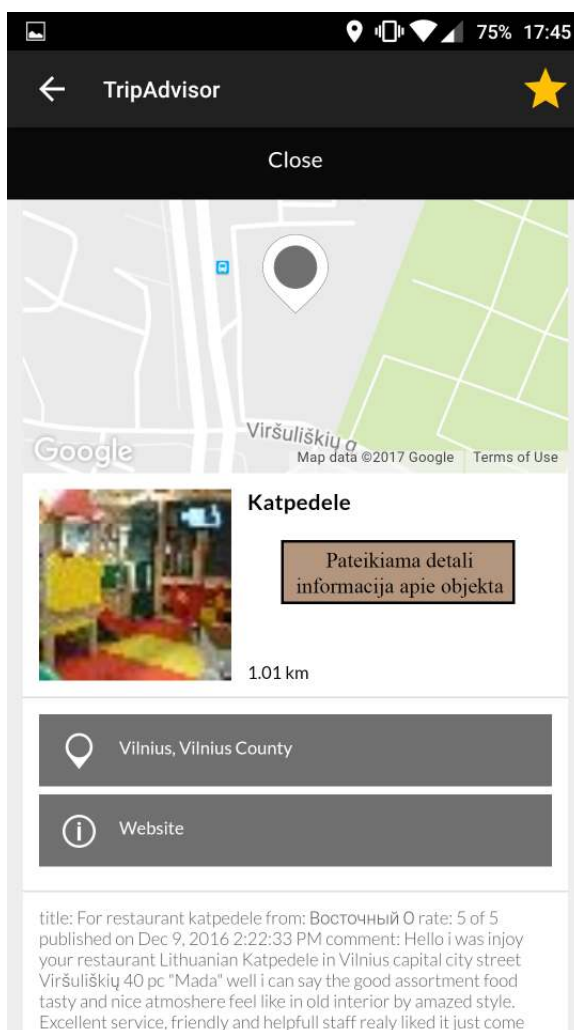 75% 17:45
TripAdvisor
Close
Viršuliškių g
Google
Map data ©2017 Google Terms of Use
Katpedele
Pateikiama detali
informacija apie objekta
1.01 km
Vilnius, Vilnius County
Website
title: For restaurant katpedele from: Восточный О rate: 5 of 5
published on Dec 9, 2016 2:22:33 PM comment: Hello i was injoy
your restaurant Lithuanian Katpedele in Vilnius capital city street
Viršuliškių 40 pc "Mada" well i can say the good assortment food
tasty and nice atmoshere feel like in old interior by amazed style.
Excellent service, friendly and helpfull staff realy liked it just come